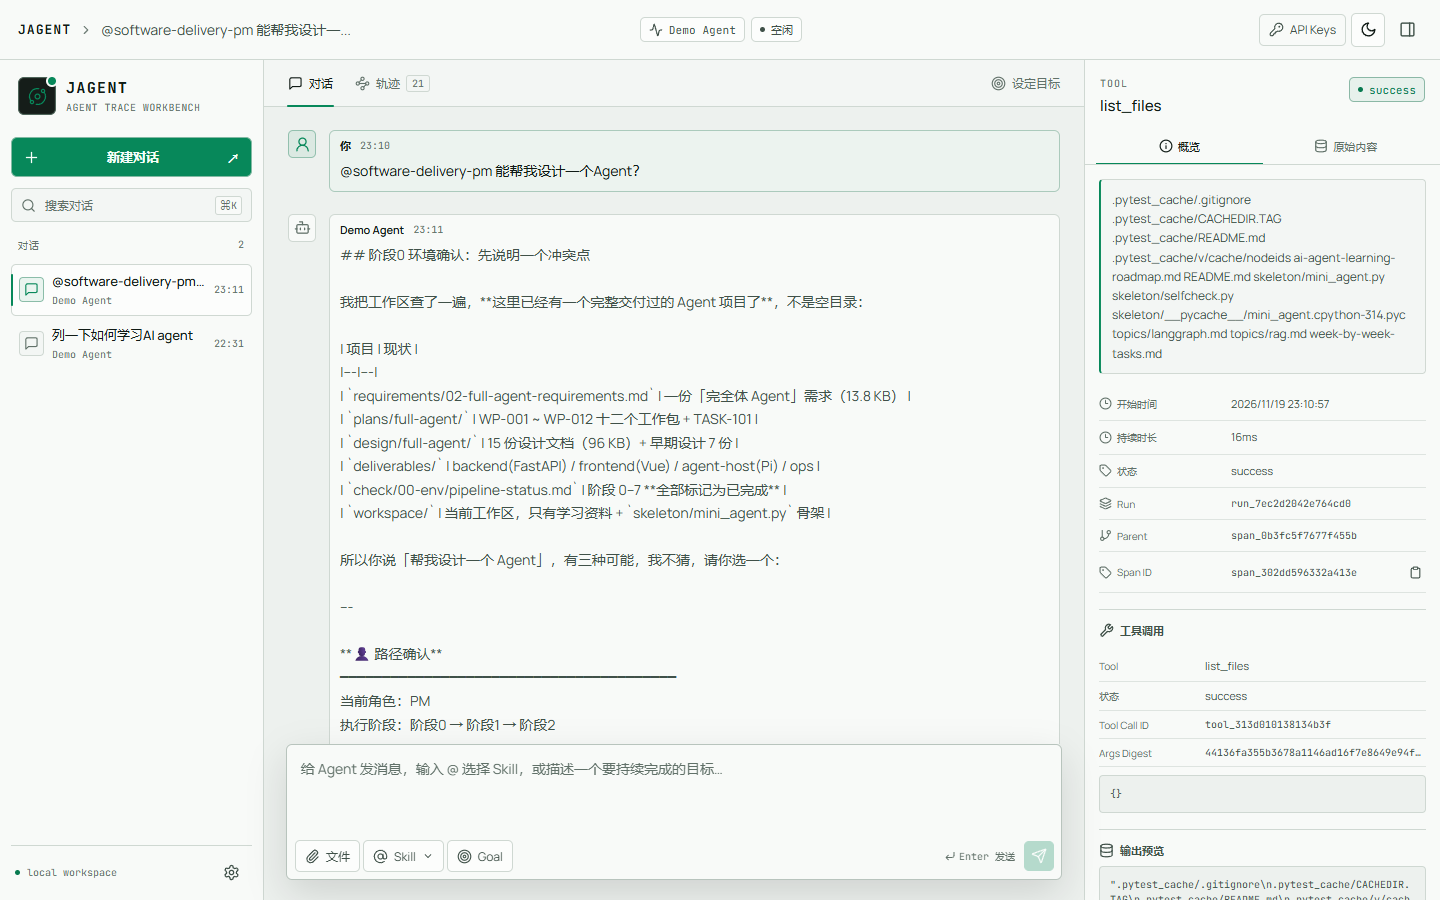 JAGENT
@software-delivery-pm 能帮我设计一...
Demo Agent
空闲
API Keys
JAGENT
AGENT TRACE WORKBENCH
新建对话
搜索对话
⌘K
对话
2
@software-delivery-pm...
Demo Agent
23:11
列一下如何学习AI agent
Demo Agent
22:31
local workspace
对话
轨迹
21
设定目标
你 23:10
@software-delivery-pm 能帮我设计一个Agent?
Demo Agent 23:11
## 阶段0 环境确认：先说明一个冲突点
我把工作区查了一遍，**这里已经有一个完整交付过的 Agent 项目了**，不是空目录：
| 项目 | 现状 |
|---|---|
| `requirements/02-full-agent-requirements.md` | 一份「完全体 Agent」需求（13.8 KB） |
| `plans/full-agent/` | WP-001 ~ WP-012 十二个工作包 + TASK-101 |
| `design/full-agent/` | 15 份设计文档（96 KB）+ 早期设计 7 份 |
| `deliverables/` | backend(FastAPI) / frontend(Vue) / agent-host(Pi) / ops |
| `check/00-env/pipeline-status.md` | 阶段 0–7 **全部标记为已完成** |
| `workspace/` | 当前工作区，只有学习资料 + `skeleton/mini_agent.py` 骨架 |
所以你说「帮我设计一个 Agent」，有三种可能，我不猜，请你选一个：
---
**👤 路径确认**
━━━━━━━━━━━━━━━━━━━━━━━━
当前角色：PM
执行阶段：阶段0 → 阶段1 → 阶段2
给 Agent 发消息，输入 @ 选择 Skill，或描述一个要持续完成的目标...
文件
Skill
Goal
Enter 发送
TOOL
list_files
success
概览
原始内容
.pytest_cache/.gitignore
.pytest_cache/CACHEDIR.TAG
.pytest_cache/README.md
.pytest_cache/v/cache/nodeids ai-agent-learning-
roadmap.md README.md skeleton/mini_agent.py
skeleton/selfcheck.py
skeleton/__pycache__/mini_agent.cpython-314.pyc
topics/langgraph.md topics/rag.md week-by-week-
tasks.md
开始时间 2026/11/19 23:10:57
持续时长 16ms
状态 success
Run run_7ec2d2042e764cd0
Parent span_0b3fc5f7677f455b
Span ID span_302dd596332a413e
工具调用
Tool list_files
状态 success
Tool Call ID tool_313d010138134b3f
Args Digest 44136fa355b3678a1146ad16f7e8649e94f…
{}
输出预览
".pytest_cache/.gitignore\n.pytest_cache/CACHEDIR.
TAG\n.pytest_cache/README.md\n.pytest_cache/v/cach